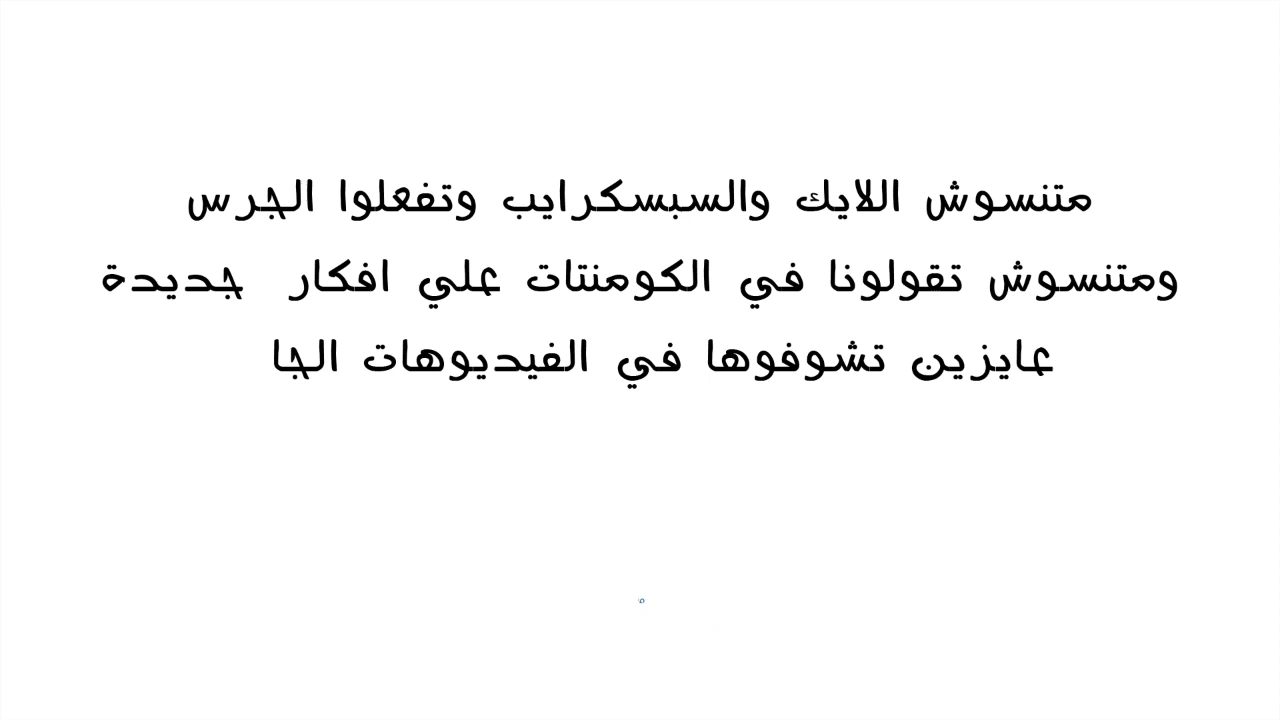 متنسوش اللايك والسبسكرايب وتفعلوا الجرس
ومتنسوش تقولونا في الكومنتات علي افكار جديدة
عايزين تشوفوها في الفيديوهات الجا